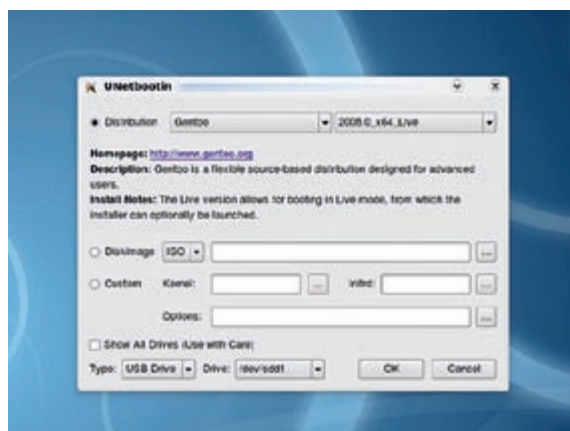 UNetbootin
Distribution Gentoo 2008.0_x64_Live
Homepage: http://www.gentoo.org
Description: Gentoo is a flexible source-based distribution designed for advanced
users.
Install Notes: The Live version allows for booting in Live mode, from which the
installer can optionally be launched.
Diskimage ISO ...
Custom Kernel: ... Initrd: ...
Options: ...
Show All Drives (Use with Care)
Type: USB Drive Drive: /dev/sdd1 OK Cancel